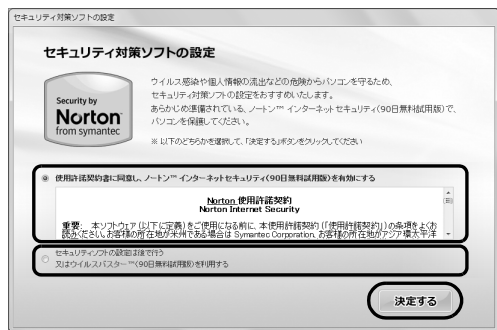 セキュリティ対策ソフトの設定
セキュリティ対策ソフトの設定
Security by
Norton
from symantec
ウイルス感染や個人情報の流出などの危険からパソコンを守るため、
セキュリティ対策ソフトの設定をおすすめいたします。
あらかじめ準備されている、ノートン™ インターネットセキュリティ(90日無料試用版)で、
パソコンを保護してください。
※ 以下のどちらかを選択して、「決定する」ボタンをクリックしてください
使用許諾契約書に同意し、ノートン™ インターネットセキュリティ(90日無料試用版)を有効にする
Norton 使用許諾契約
Norton Internet Security
重要: 本ソフトウェア (以下に定義) をご使用になる前に、本使用許諾契約 (「使用許諾契約」) の条項をよくお
読みください。お客様の所在地が米州である場合は Symantec Corporation、お客様の所在地がアジア環太平洋
セキュリティソフトの設定は後で行う
又はウイルスバスター™(90日無料試用版)を利用する
決定する